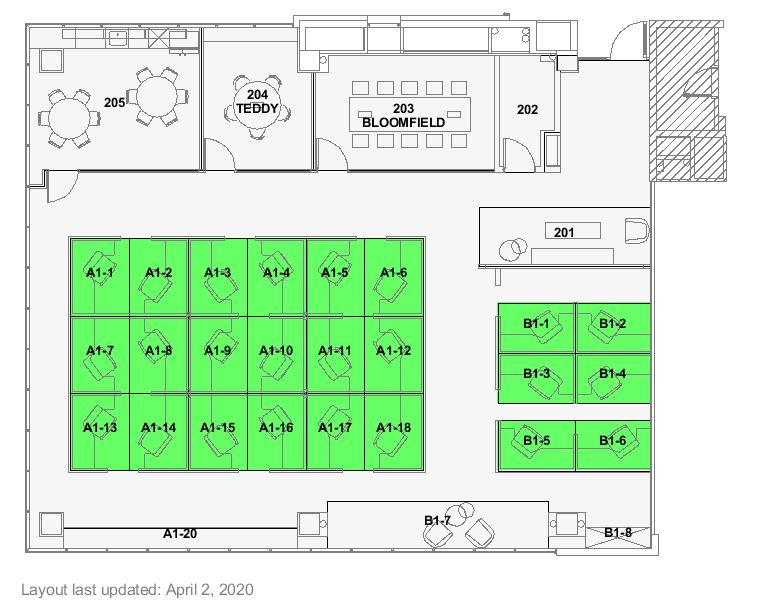 205
204
TEDDY
203
BLOOMFIELD
202
201
A1-1
A1-2
A1-3
A1-4
A1-5
A1-6
B1-1
B1-2
A1-7
A1-8
A1-9
A1-10
A1-11
A1-12
B1-3
B1-4
A1-13
A1-14
A1-15
A1-16
A1-17
A1-18
B1-5
B1-6
A1-20
B1-7
B1-8
Layout last updated: April 2, 2020